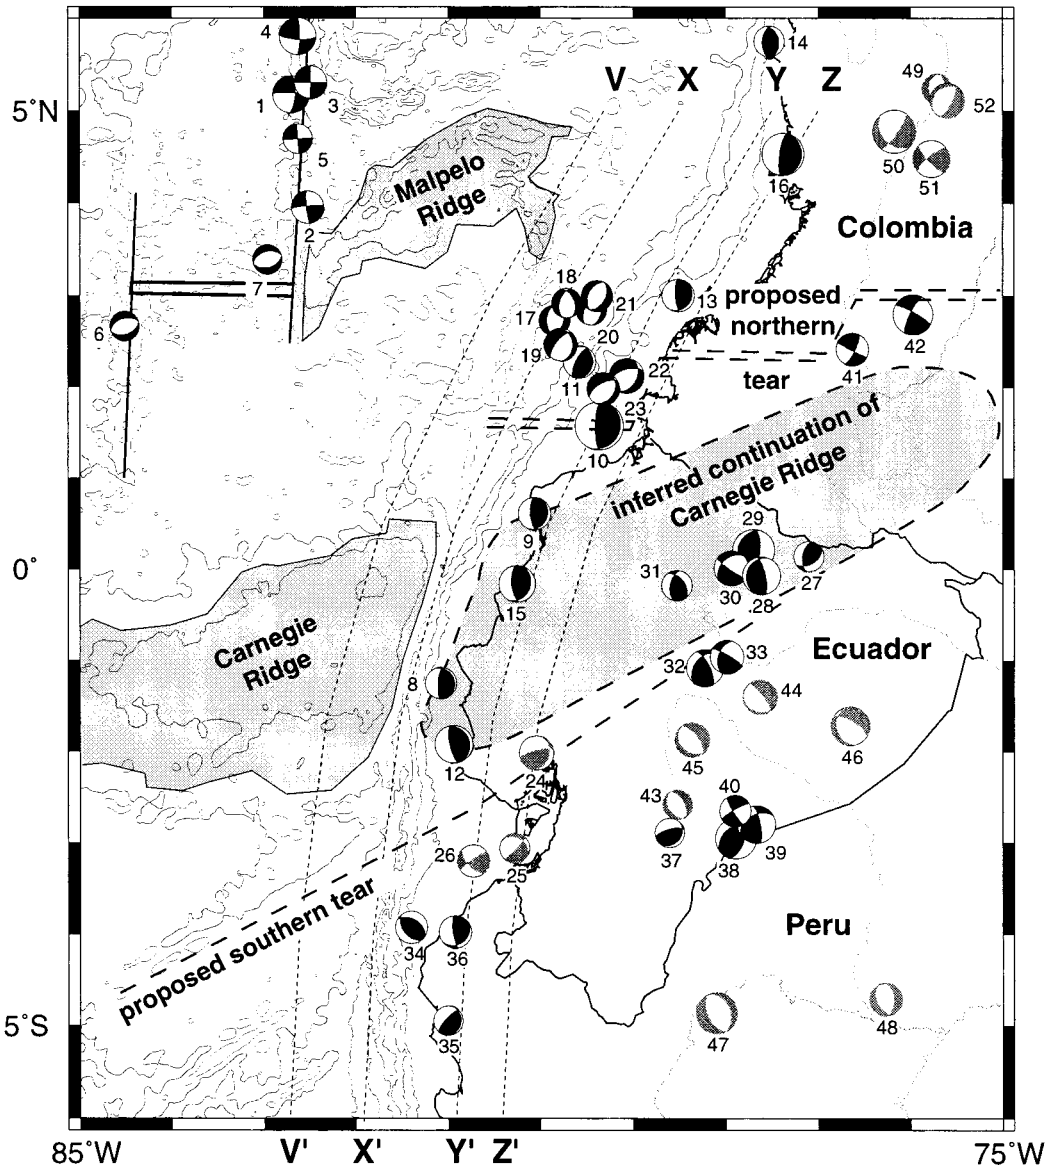 4
14
V X Y Z
49
52
1
3
5°N
5
50
51
16
Malpelo
Ridge
Colombia
2
18
7
21
13
proposed
northern
17
20
42
6
19
11
22
41
tear
23
10
inferred continuation of
Carnegie Ridge
9
29
0°
31
30
28
27
15
Carnegie
Ridge
Ecuador
32
33
8
44
12
45
46
24
43
40
37
38
39
26
25
proposed southern tear
34
36
Peru
5°S
35
47
48
85°W
V' X' Y' Z'
75°W